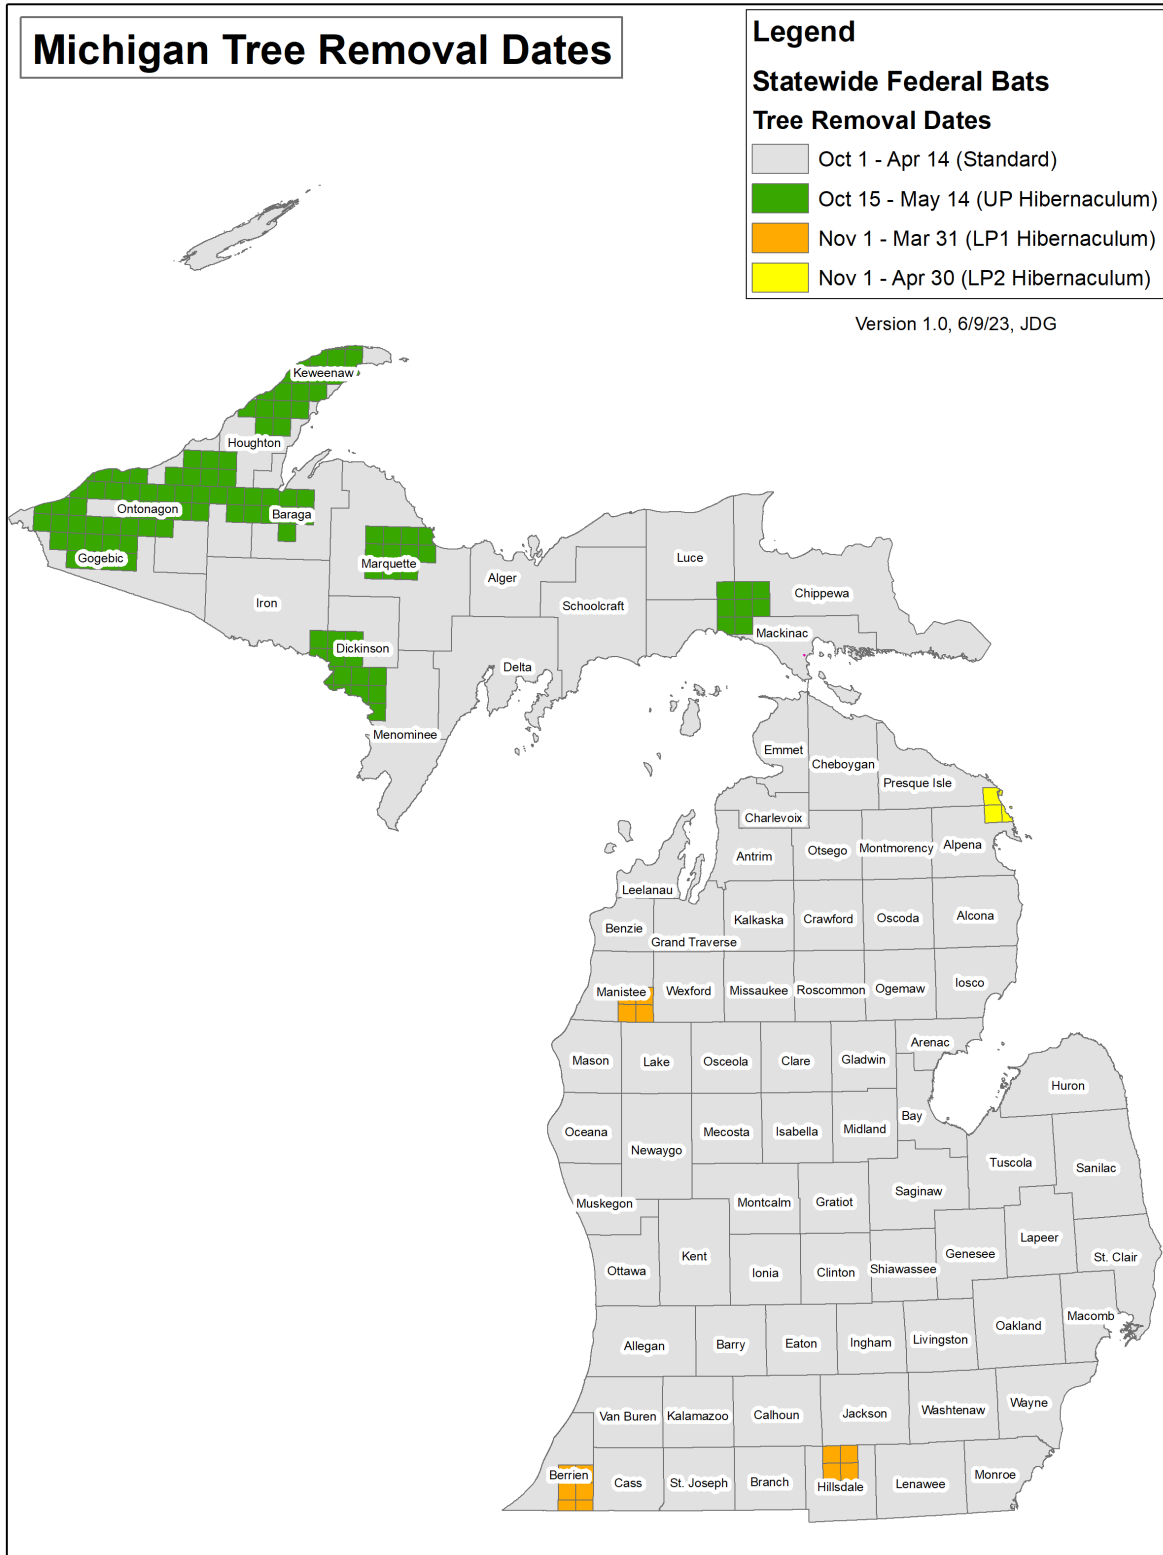 Michigan Tree Removal Dates
Legend
Statewide Federal Bats
Tree Removal Dates
Oct 1 - Apr 14 (Standard)
Oct 15 - May 14 (UP Hibernaculum)
Nov 1 - Mar 31 (LP1 Hibernaculum)
Nov 1 - Apr 30 (LP2 Hibernaculum)
Version 1.0, 6/9/23, JDG
Keweenaw
Houghton
Ontonagon
Baraga
Gogebic
Marquette
Iron
Alger
Luce
Schoolcraft
Chippewa
Mackinac
Dickinson
Delta
Menominee
Emmet
Cheboygan
Presque Isle
Charlevoix
Antrim
Otsego
Montmorency
Alpena
Leelanau
Benzie
Grand Traverse
Kalkaska
Crawford
Oscoda
Alcona
Manistee
Wexford
Missaukee
Roscommon
Ogemaw
Iosco
Mason
Lake
Osceola
Clare
Gladwin
Arenac
Huron
Oceana
Newaygo
Mecosta
Isabella
Midland
Bay
Tuscola
Sanilac
Muskegon
Montcalm
Gratiot
Saginaw
Ottawa
Kent
Ionia
Clinton
Shiawassee
Genesee
Lapeer
St. Clair
Allegan
Barry
Eaton
Ingham
Livingston
Oakland
Macomb
Van Buren
Kalamazoo
Calhoun
Jackson
Washtenaw
Wayne
Berrien
Cass
St. Joseph
Branch
Hillsdale
Lenawee
Monroe